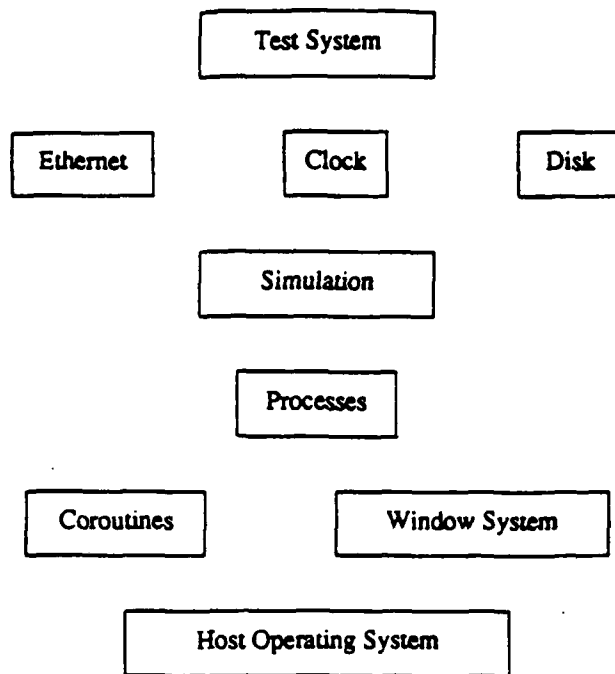 Test System
Ethernet
Clock
Disk
Simulation
Processes
Coroutines
Window System
Host Operating System